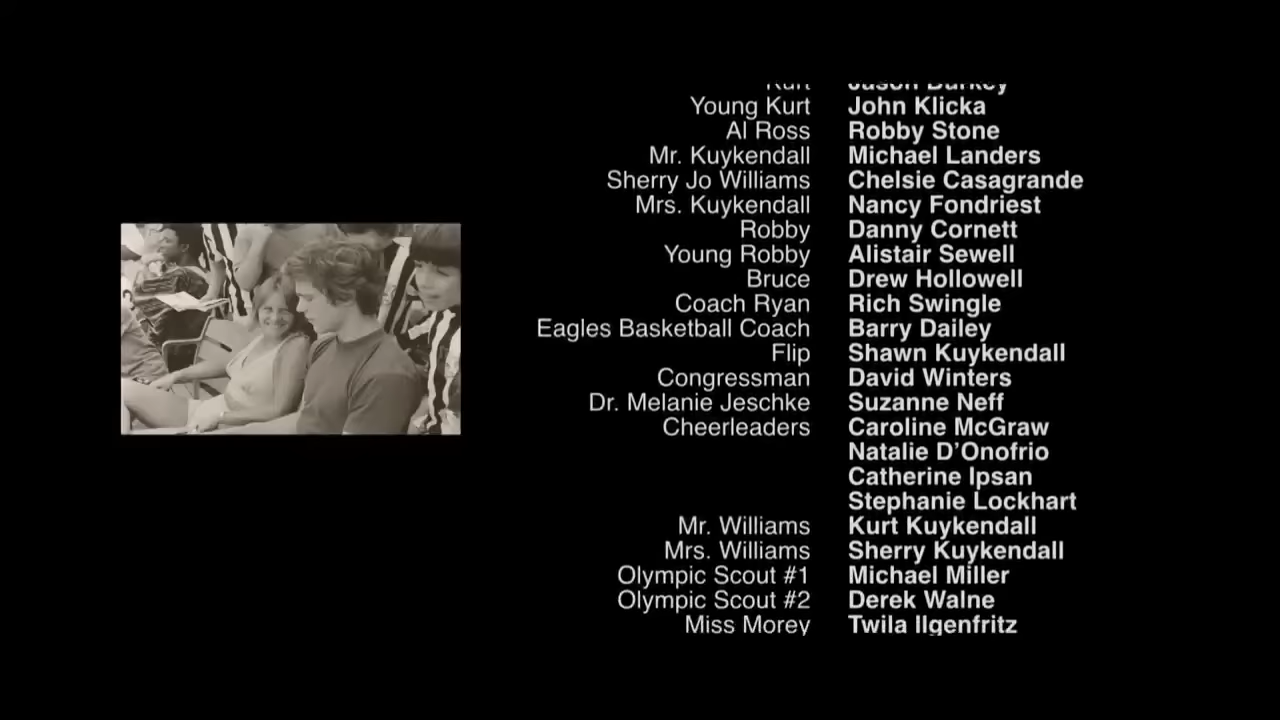 Kurt Jason Burkey
Young Kurt John Klicka
Al Ross Robby Stone
Mr. Kuykendall Michael Landers
Sherry Jo Williams Chelsie Casagrande
Mrs. Kuykendall Nancy Fondriest
Robby Danny Cornett
Young Robby Alistair Sewell
Bruce Drew Hollowell
Coach Ryan Rich Swingle
Eagles Basketball Coach Barry Dailey
Flip Shawn Kuykendall
Congressman David Winters
Dr. Melanie Jeschke Suzanne Neff
Cheerleaders Caroline McGraw
Natalie D’Onofrio
Catherine Ipsan
Stephanie Lockhart
Mr. Williams Kurt Kuykendall
Mrs. Williams Sherry Kuykendall
Olympic Scout #1 Michael Miller
Olympic Scout #2 Derek Walne
Miss Morey Twila Ilgenfritz